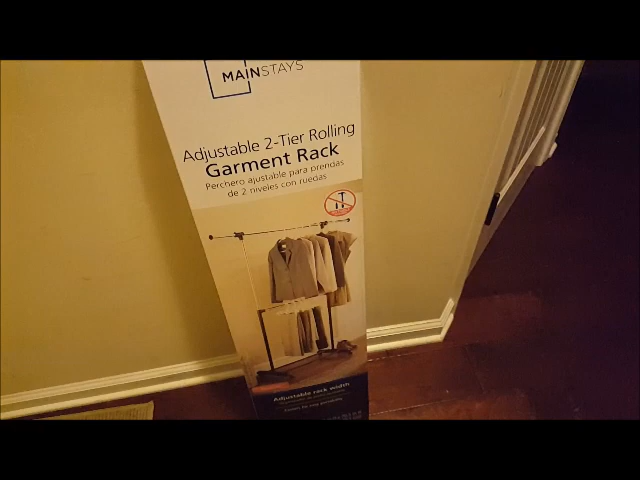 MAINSTAYS
Adjustable 2-Tier Rolling
Garment Rack
Perchero ajustable para prendas
de 2 niveles con ruedas
Adjustable rack width